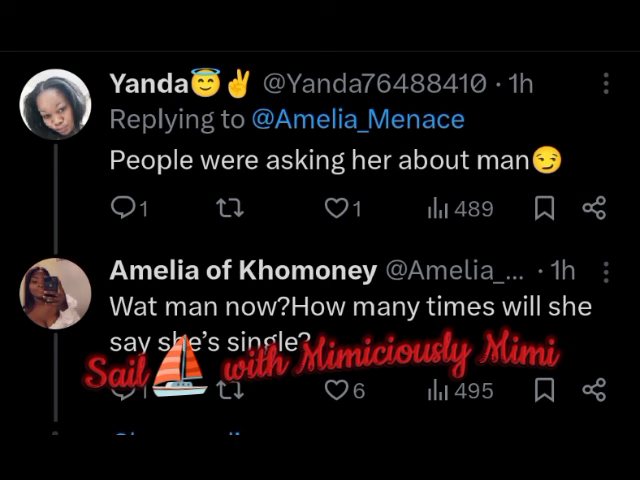 Yanda😇✌️ @Yanda76488410 · 1h
Replying to @Amelia_Menace
People were asking her about man😏
1 1 489
Amelia of Khomoney @Amelia_... · 1h
Wat man now?How many times will she
say she's single?
Sail⛵ with Mimiciously Mimi
1 6 495